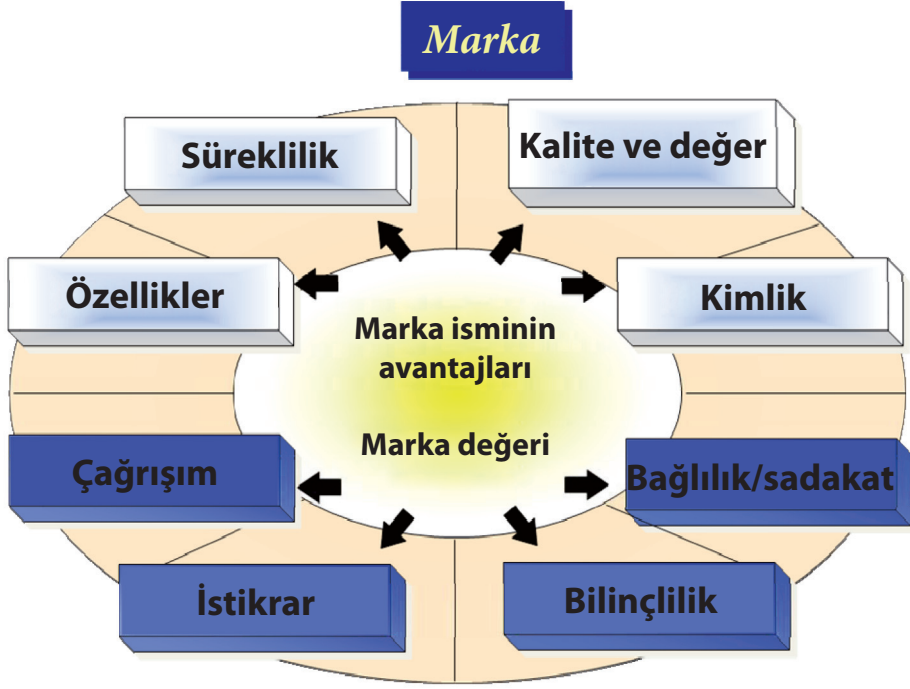 Marka
Süreklilik
Kalite ve değer
Özellikler
Kimlik
Marka isminin
avantajları
Marka değeri
Çağrışım
Bağlılık/sadakat
İstikrar
Bilinçlilik